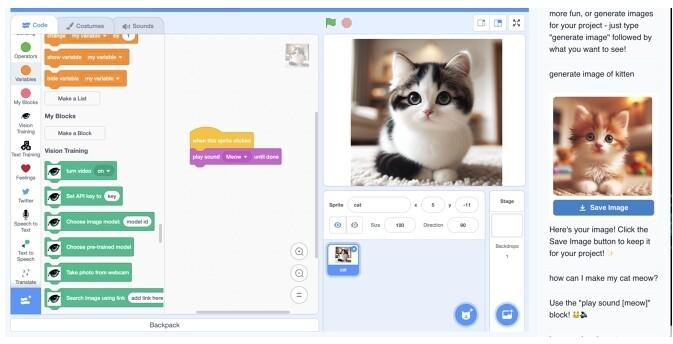 Code
Costumes
Sounds
Operators
Variables
My Blocks
Vision
Training
Text Training
Feelings
Twitter
Speech to
Text
Text to
Speech
Translate
change my variable by 1
show variable my variable
hide variable my variable
Make a List
My Blocks
Make a Block
Vision Training
turn video on
Set API key to key
Choose image model: model id
Choose pre-trained model
Take photo from webcam
Search image using link add link here
when this sprite clicked
play sound Meow until done
Backpack
Sprite cat x 5 y -11
Size 100 Direction 90
cat
Stage
Backdrops
1
more fun, or generate images
for your project - just type
"generate image" followed by
what you want to see!
generate image of kitten
Save Image
Here's your image! Click the
Save Image button to keep it
for your project! ✨
how can I make my cat meow?
Use the "play sound [meow]"
block!